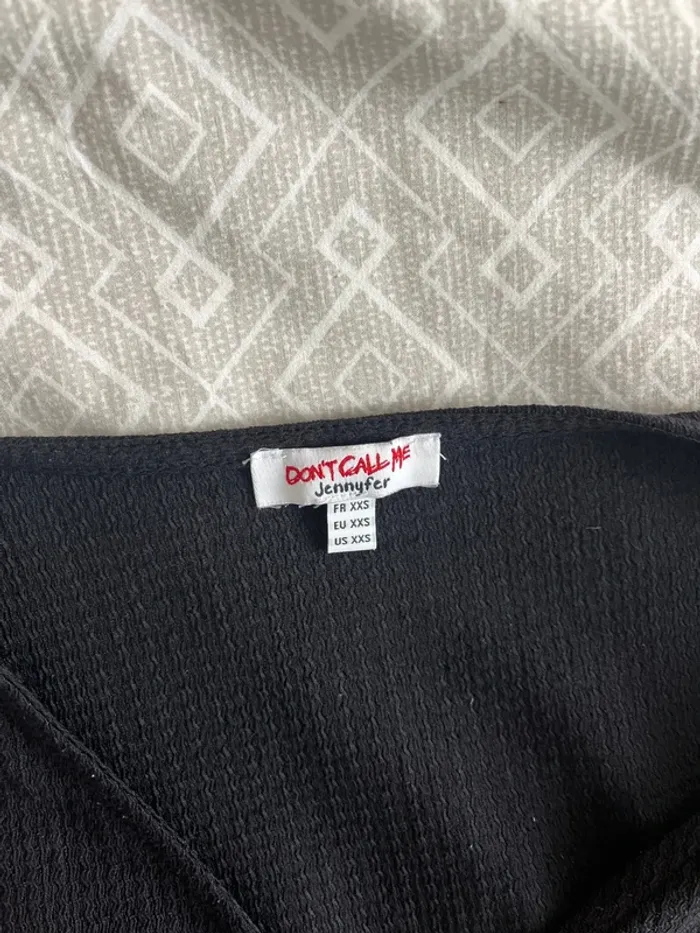 DON'T CALL ME
Jennyfer
FR XXS
EU XXS
US XXS